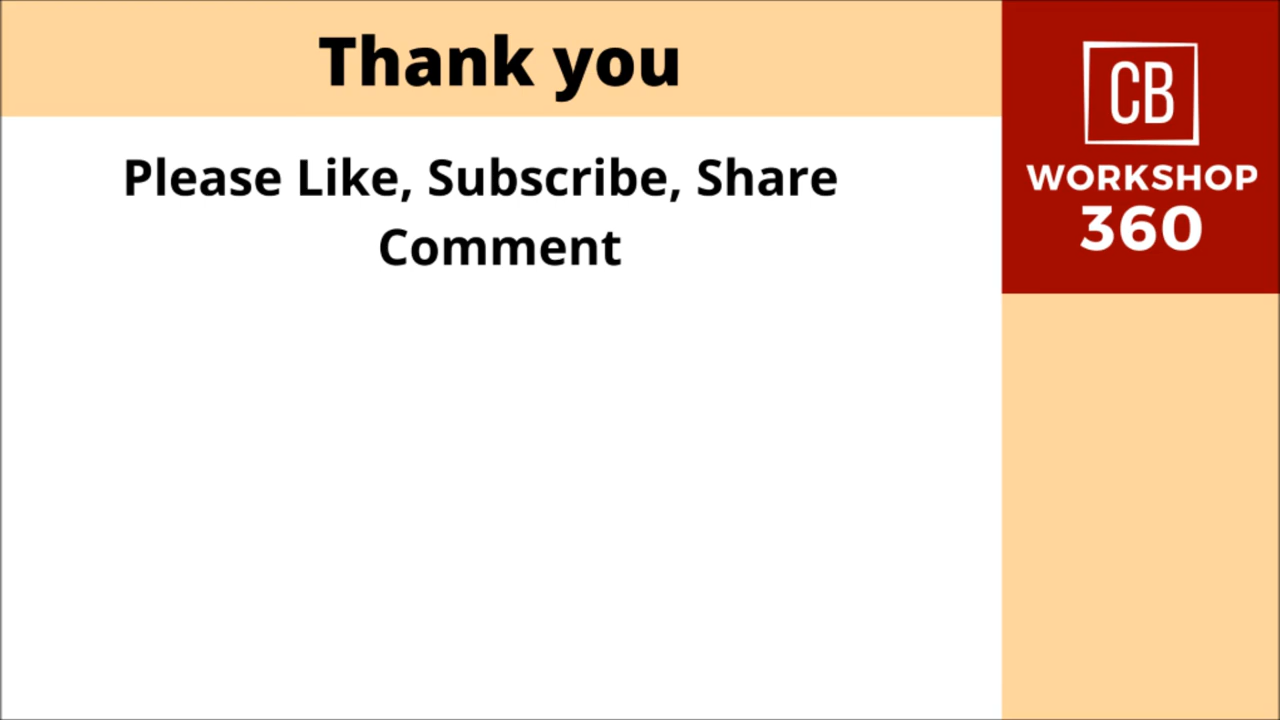 Thank you
Please Like, Subscribe, Share
Comment
CB
WORKSHOP
360